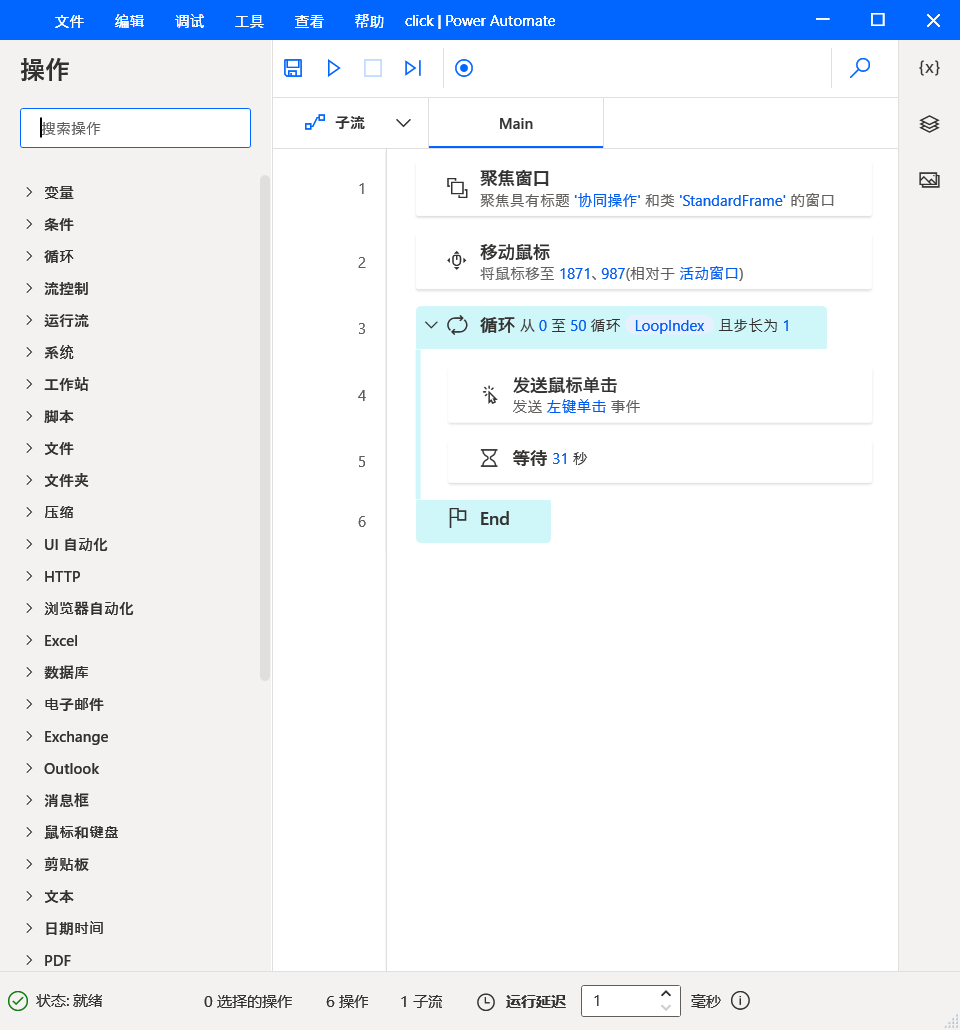 文件 编辑 调试 工具 查看 帮助 click | Power Automate
操作
搜索操作
变量
条件
循环
流控制
运行流
系统
工作站
脚本
文件
文件夹
压缩
UI 自动化
HTTP
浏览器自动化
Excel
数据库
电子邮件
Exchange
Outlook
消息框
鼠标和键盘
剪贴板
文本
日期时间
PDF
{x}
子流
Main
1
聚焦窗口
聚焦具有标题 '协同操作' 和类 'StandardFrame' 的窗口
2
移动鼠标
将鼠标移至 1871、987(相对于 活动窗口)
3 循环 从 0 至 50 循环 LoopIndex 且步长为 1
4
发送鼠标单击
发送 左键单击 事件
5 等待 31 秒
6 End
状态: 就绪 0 选择的操作 6 操作 1 子流 运行延迟 1 毫秒